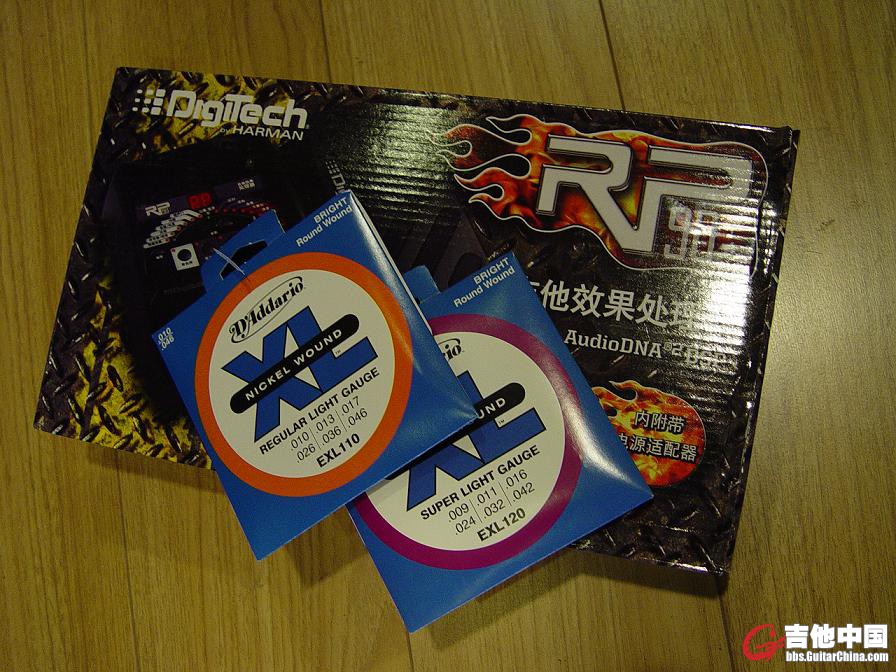 DigiTech
by HARMAN
RP
他效果处理
AudioDNA2
内附带
电源适配器
RP
BRIGHT
Round Wound
.010
.046
D'Addario
XL
NICKEL WOUND
REGULAR LIGHT GAUGE
.010 .013 .017
.026 .036 .046
EXL110
BRIGHT
Round Wound
XL
SUPER LIGHT GAUGE
.009 .011 .016
.024 .032 .042
EXL120
吉他中国
bbs.GuitarChina.com